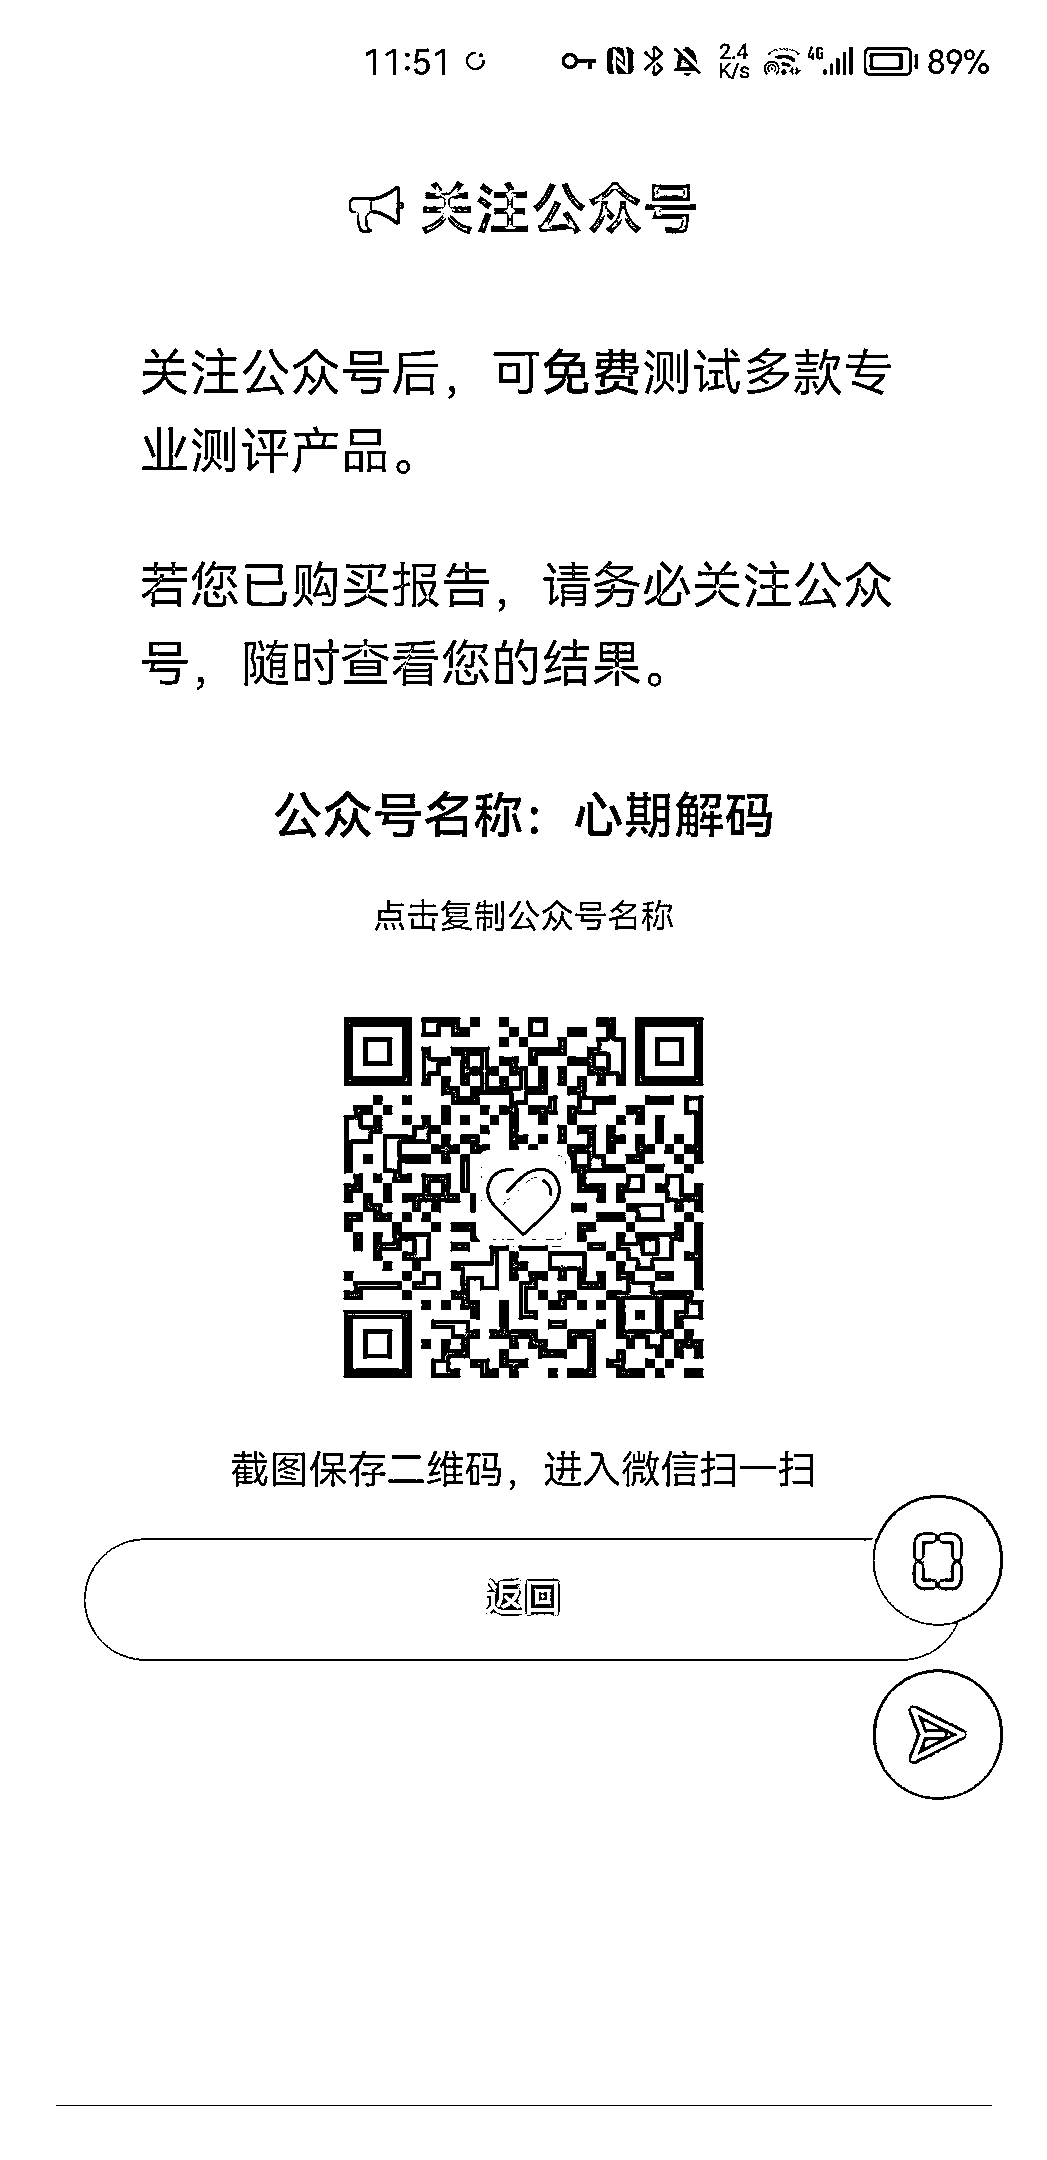 11:51 2.4 K/s 4G 89%
关注公众号
关注公众号后，可免费测试多款专
业测评产品。
若您已购买报告，请务必关注公众
号，随时查看您的结果。
公众号名称：心期解码
点击复制公众号名称
截图保存二维码，进入微信扫一扫
返回